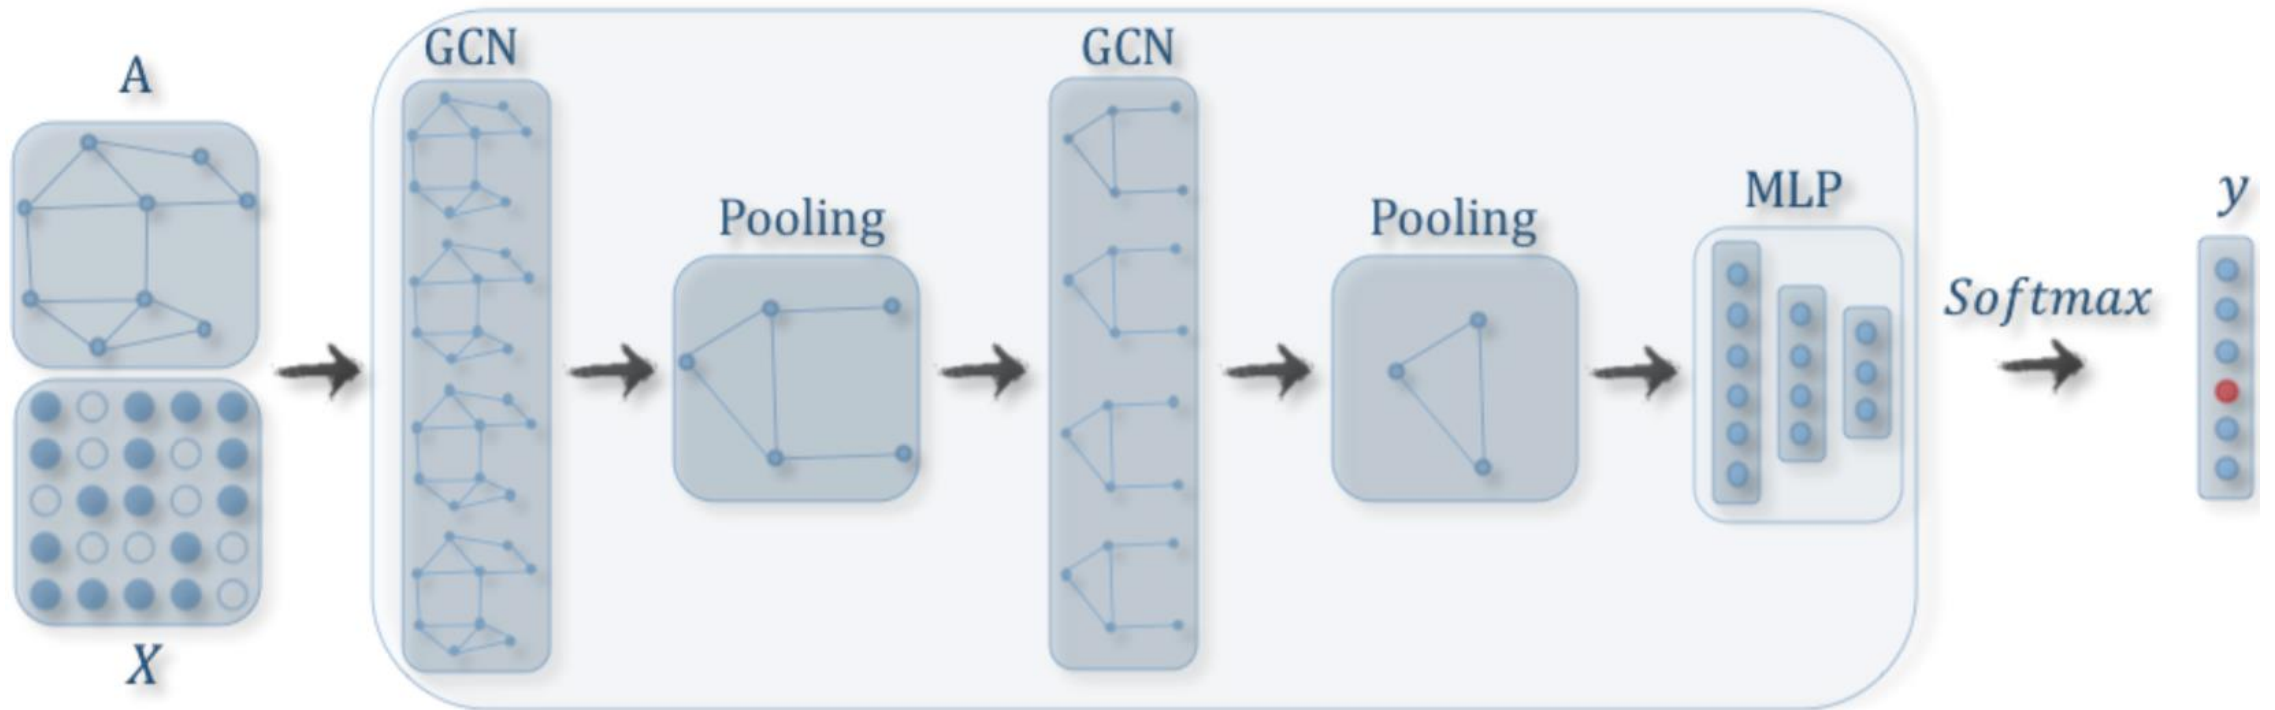 A
X
GCN
Pooling
GCN
Pooling
MLP
Softmax
y